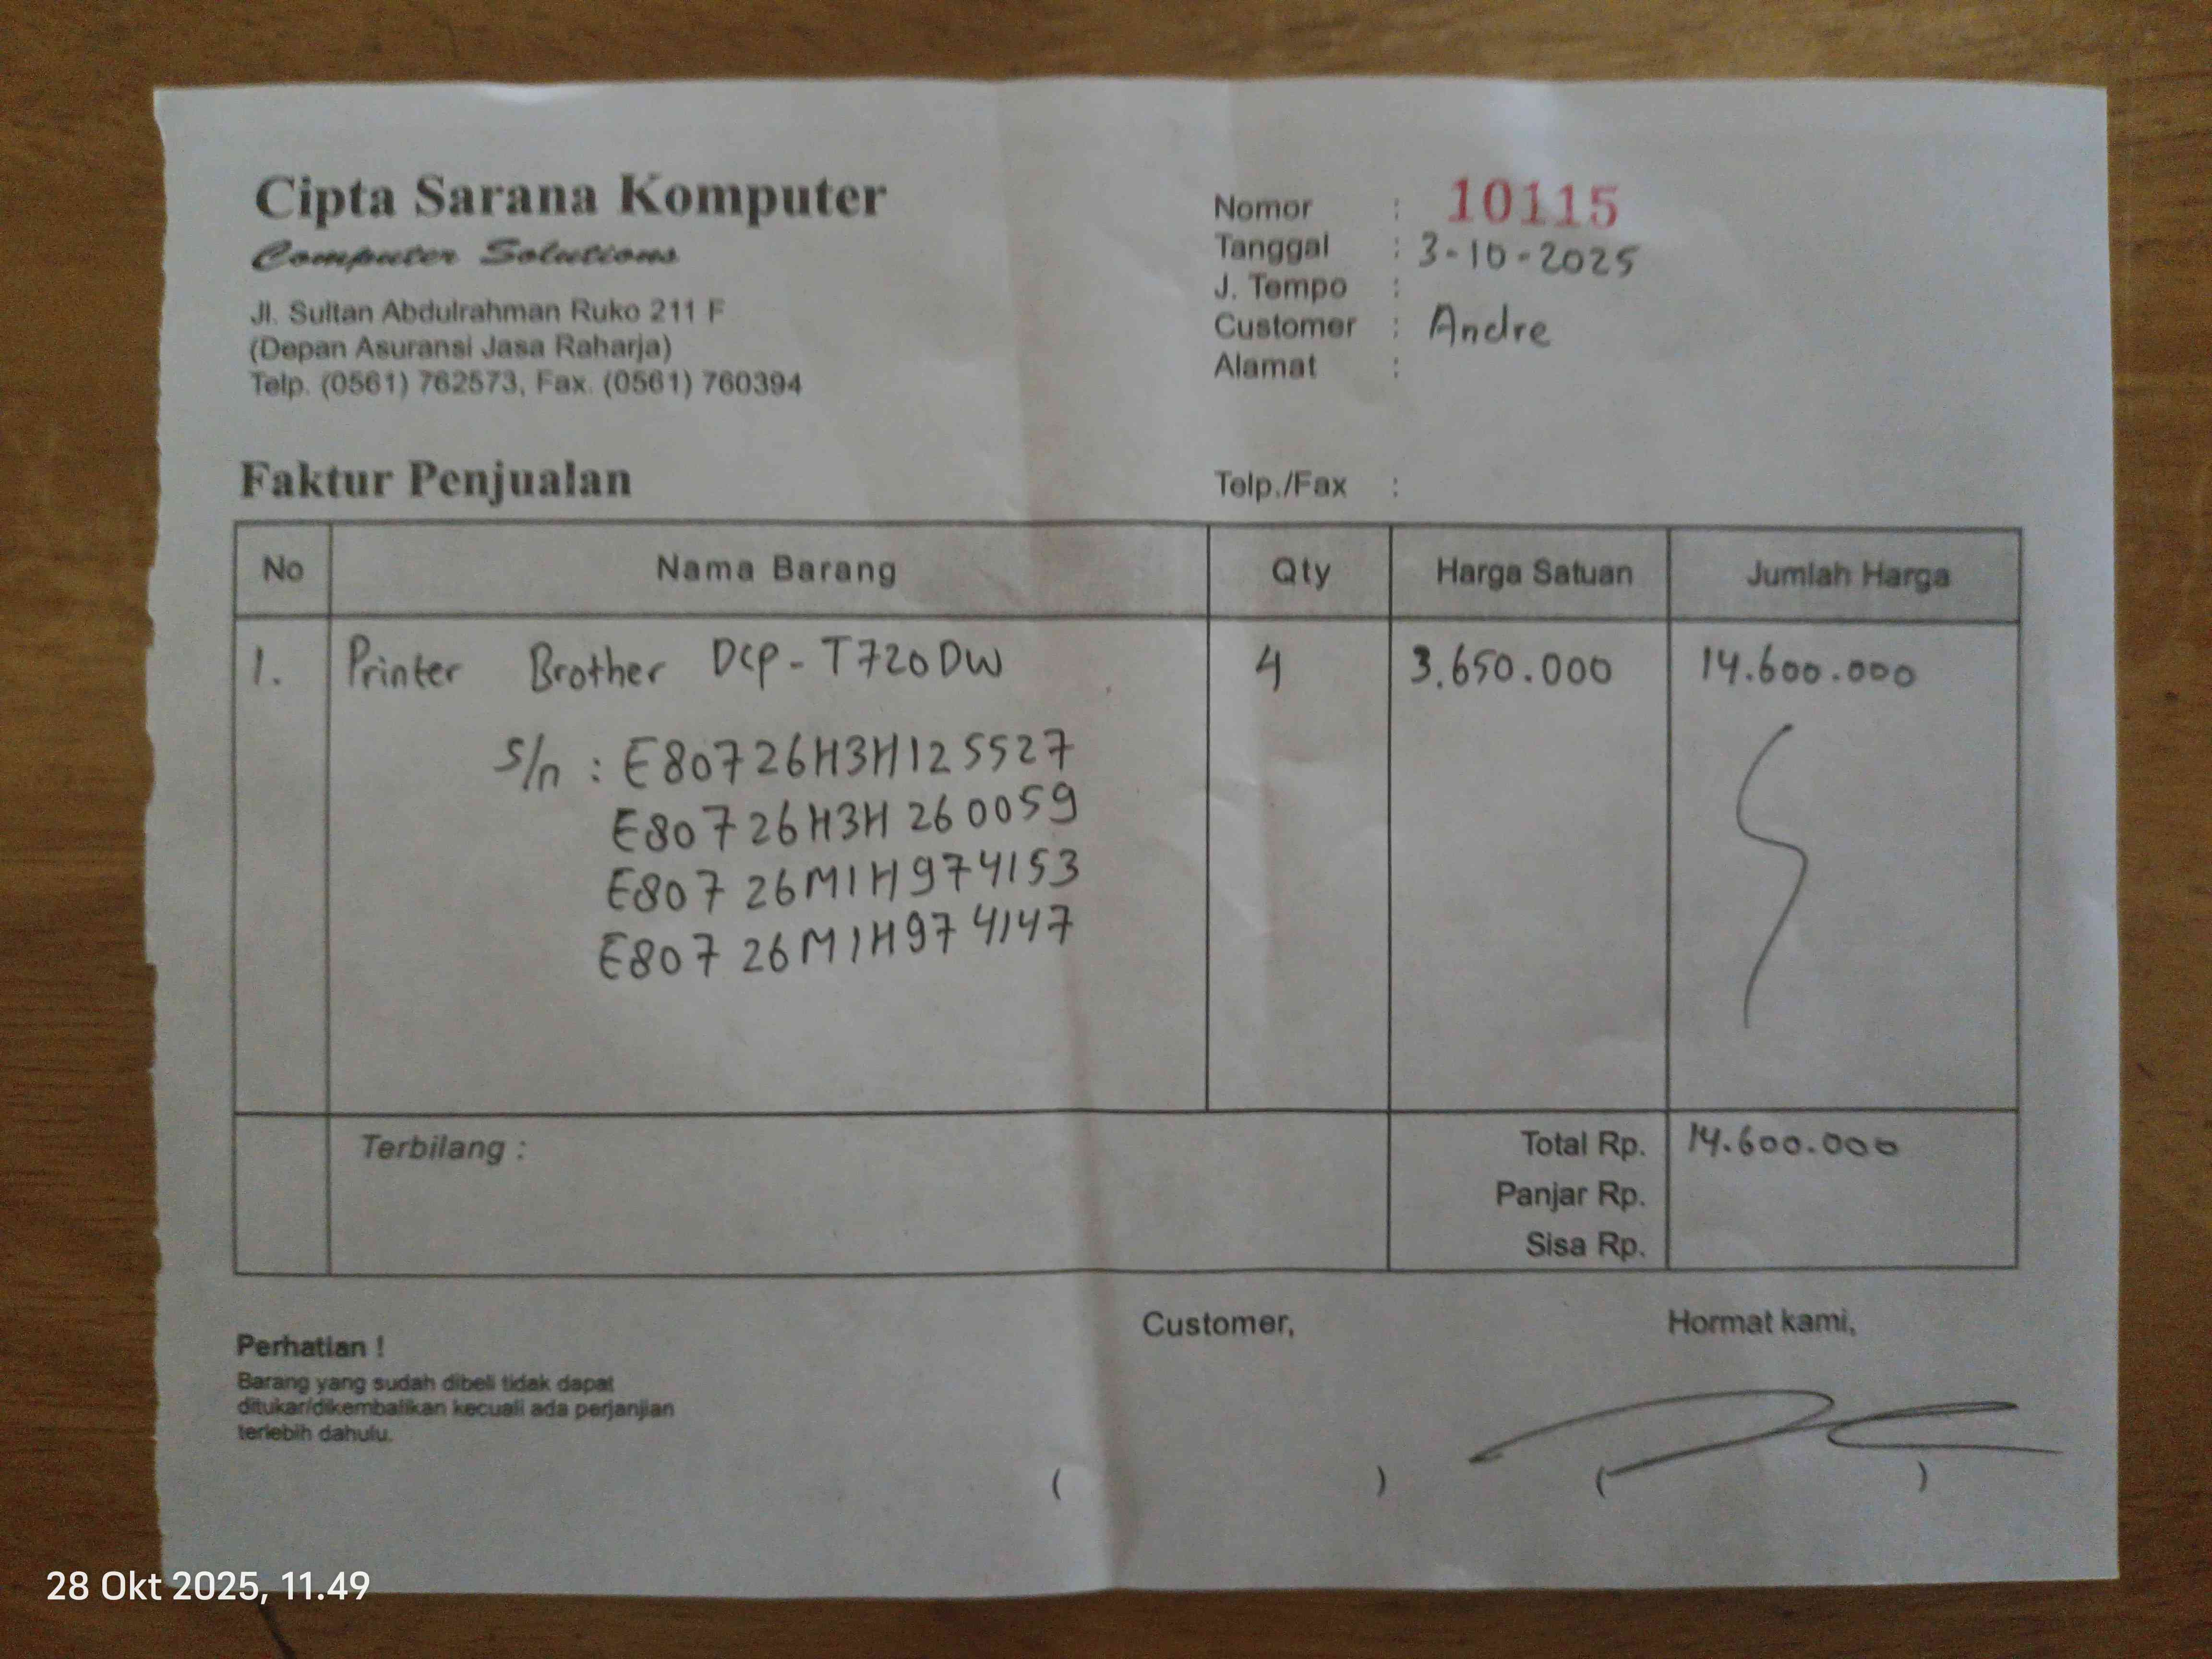 Cipta Sarana Komputer
Computer Solutions
Jl. Sultan Abdulrahman Ruko 211 F
(Depan Asuransi Jasa Raharja)
Telp. (0561) 762573, Fax. (0561) 760394
Nomor : 10115
Tanggal : 3-10-2025
J. Tempo :
Customer : Andre
Alamat :
Faktur Penjualan
Telp./Fax :
No Nama Barang Qty Harga Satuan Jumlah Harga
1. Printer Brother DCP-T720DW 4 3.650.000 14.600.000
S/n : E80726H3H125527
E80726H3H260059
E80726M1H974153
E80726M1H974147
Terbilang :
Total Rp. 14.600.000
Panjar Rp.
Sisa Rp.
Perhatian !
Barang yang sudah dibeli tidak dapat
ditukar/dikembalikan kecuali ada perjanjian
terlebih dahulu.
Customer,
( )
Hormat kami,
( )
28 Okt 2025, 11.49